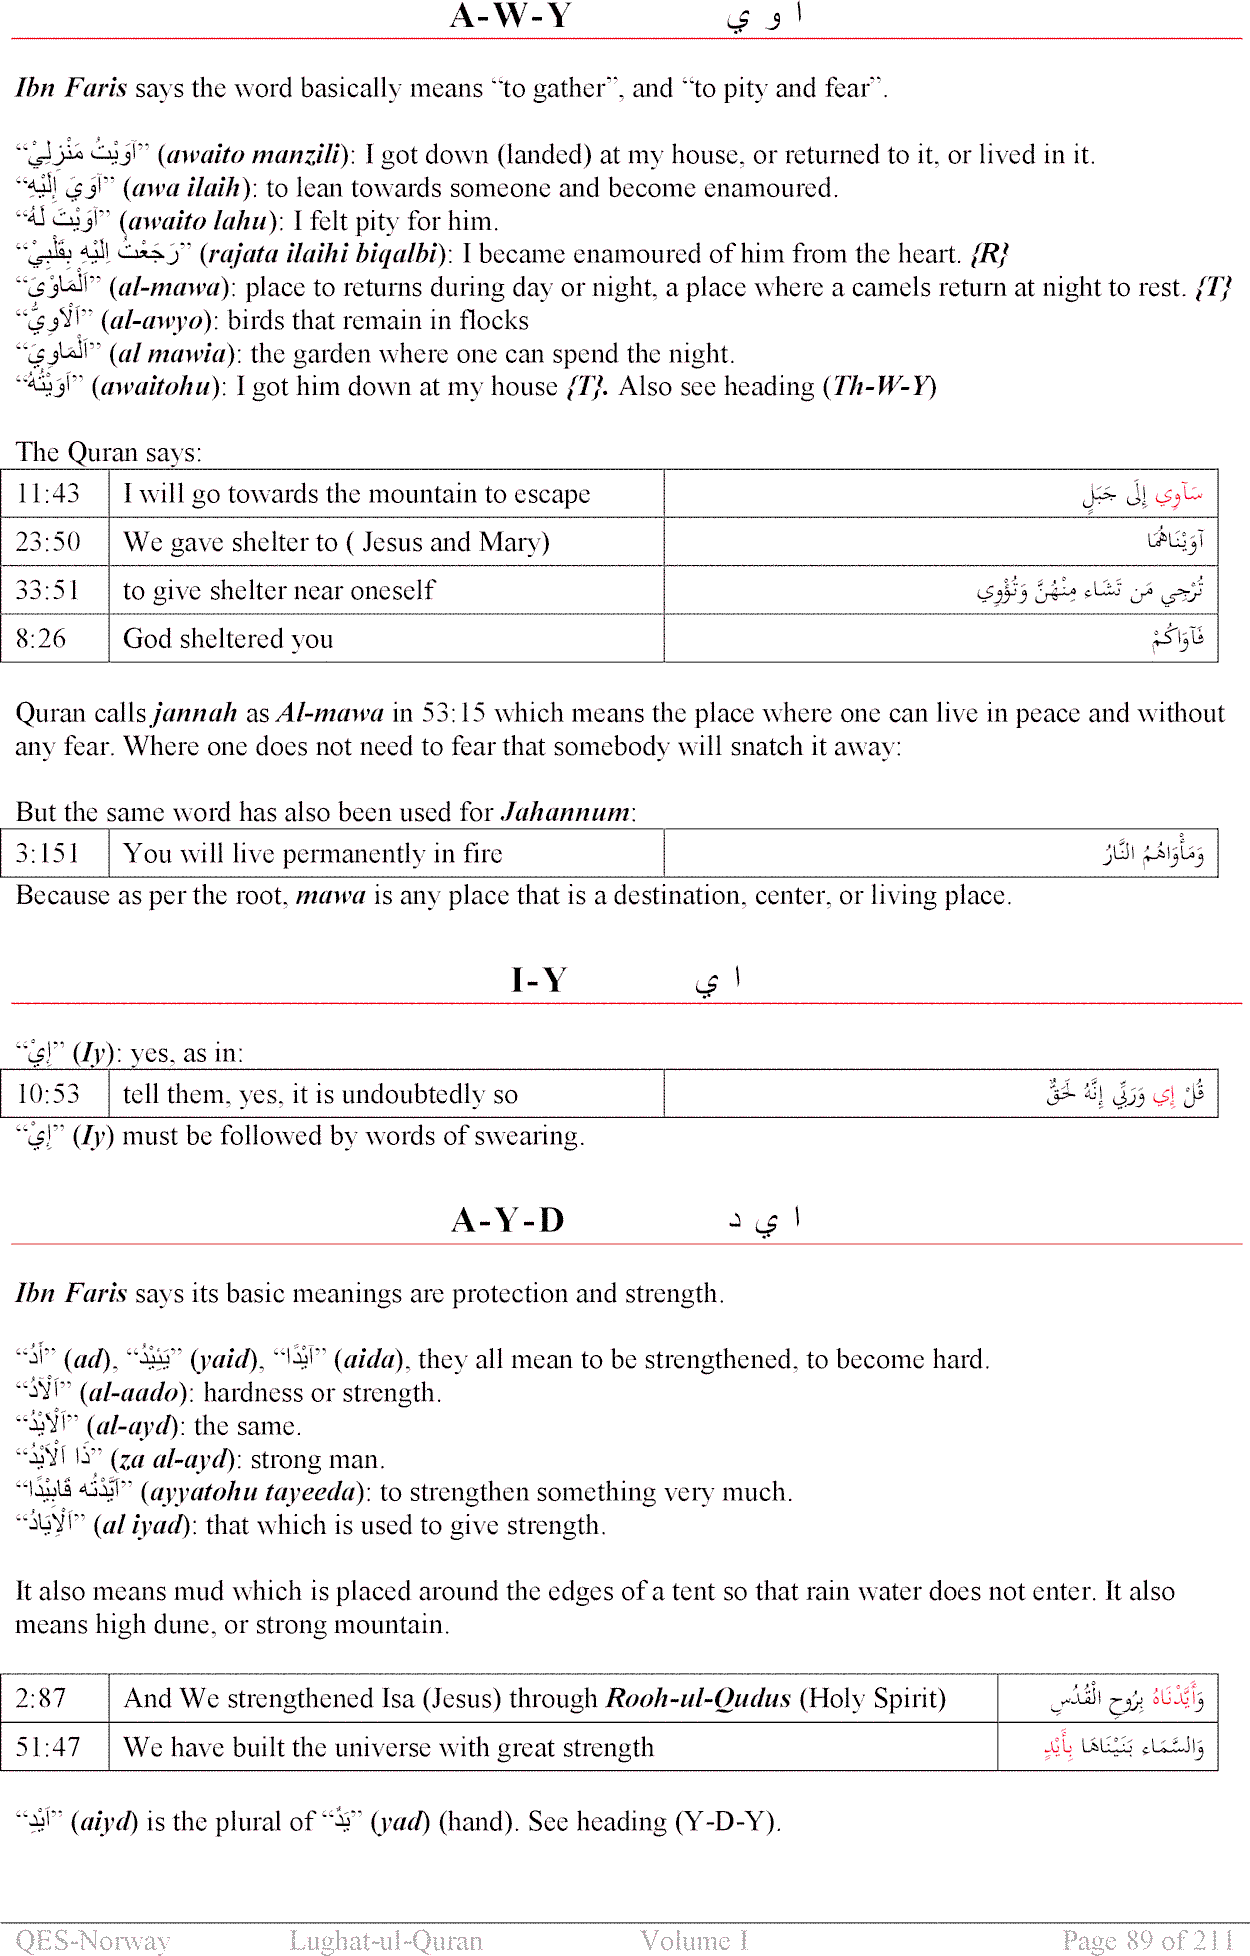 A-W-Y ا و ي
Ibn Faris says the word basically means “to gather”, and “to pity and fear”.
“آوَيْتُ مَنْزِلِيْ” (awaito manzili): I got down (landed) at my house, or returned to it, or lived in it.
“آوَيَ إِلَيْهِ” (awa ilaih): to lean towards someone and become enamoured.
“آوَيْتَ لَهُ” (awaito lahu): I felt pity for him.
“رَجَعْتُ اِلَيْهِ بِقَلْبِيْ” (rajata ilaihi biqalbi): I became enamoured of him from the heart. {R}
“اَلْمَاوْىَ” (al-mawa): place to returns during day or night, a place where a camels return at night to rest. {T}
“اَلْاَوِيُّ” (al-awyo): birds that remain in flocks
“اَلْمَاوِيَ” (al mawia): the garden where one can spend the night.
“آوَيْتُهُ” (awaitohu): I got him down at my house {T}. Also see heading (Th-W-Y)
The Quran says:
11:43 I will go towards the mountain to escape سَآوِي إِلَى جَبَلٍ
23:50 We gave shelter to ( Jesus and Mary) آوَيْنَاهُمَا
33:51 to give shelter near oneself تُرْجِي مَن تَشَاء مِنْهُنَّ وَتُؤْوِي
8:26 God sheltered you فَآوَاكُمْ
Quran calls jannah as Al-mawa in 53:15 which means the place where one can live in peace and without
any fear. Where one does not need to fear that somebody will snatch it away:
But the same word has also been used for Jahannum:
3:151 You will live permanently in fire وَمَأْوَاهُمُ النَّارُ
Because as per the root, mawa is any place that is a destination, center, or living place.
I-Y ا ي
“اِيْ” (Iy): yes, as in:
10:53 tell them, yes, it is undoubtedly so قُلْ إِي وَرَبِّي إِنَّهُ لَحَقٌّ
“اِيْ” (Iy) must be followed by words of swearing.
A-Y-D ا ي د
Ibn Faris says its basic meanings are protection and strength.
“اَدُ” (ad), “يَئِيْدُ” (yaid), “آيْدًا” (aida), they all mean to be strengthened, to become hard.
“اَلْآدُ” (al-aado): hardness or strength.
“اَلْاَيْدُ” (al-ayd): the same.
“ذَا اَلْاَيْدُ” (za al-ayd): strong man.
“اَيَّدْتُه قَايِيْدًا” (ayyatohu tayeeda): to strengthen something very much.
“اَلْاِيَادُ” (al iyad): that which is used to give strength.
It also means mud which is placed around the edges of a tent so that rain water does not enter. It also
means high dune, or strong mountain.
2:87 And We strengthened Isa (Jesus) through Rooh-ul-Qudus (Holy Spirit) وَأَيَّدْنَاهُ بِرُوحِ الْقُدُسِ
51:47 We have built the universe with great strength وَالسَّمَاء بَنَيْنَاهَا بِأَيْدٍ
“اَيْدِ” (aiyd) is the plural of “يَدٌ” (yad) (hand). See heading (Y-D-Y).
QES-Norway Lughat-ul-Quran Volume I Page 89 of 211